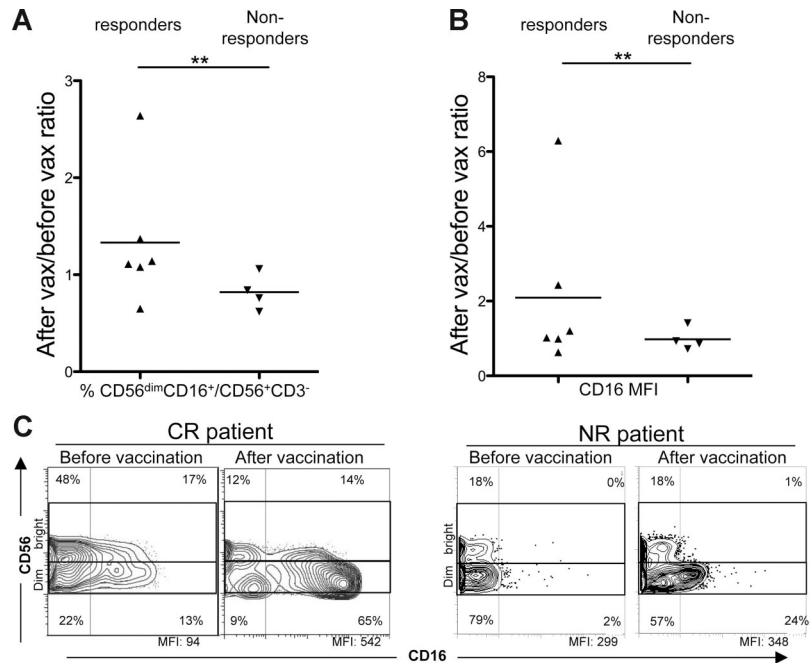 A
responders
Non-
responders
**
After vax/before vax ratio
3
2
1
0
% CD56dimCD16+/CD56+CD3-
B
responders
Non-
responders
**
After vax/before vax ratio
8
6
4
2
0
CD16 MFI
C
CR patient
NR patient
Before vaccination
After vaccination
Before vaccination
After vaccination
48% 17%
12% 14%
18% 0%
18% 1%
CD56
bright
Dim
bright
Dim
22% 13%
9% 65%
79% 2%
57% 24%
MFI: 94
MFI: 542
MFI: 299
MFI: 348
CD16